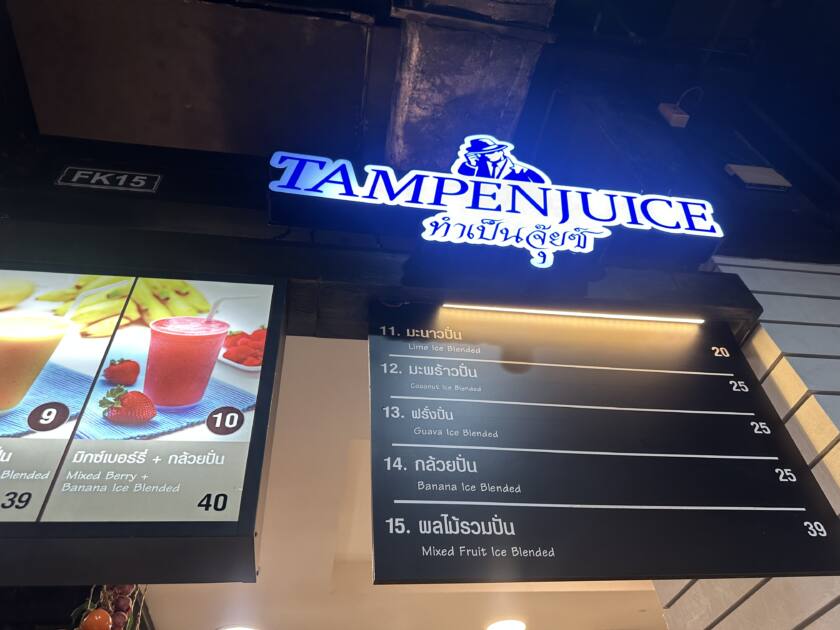 FK15
TAMPENJUICE
ทำเป็นจุ๊ยซ์
9
Blended
39
10
มิกซ์เบอร์รี่ + กล้วยปั่น
Mixed Berry +
Banana Ice Blended
40
11. มะนาวปั่น
Lime Ice Blended
20
12. มะพร้าวปั่น
Coconut Ice Blended
25
13. ฝรั่งปั่น
Guava Ice Blended
25
14. กล้วยปั่น
Banana Ice Blended
25
15. ผลไม้รวมปั่น
Mixed Fruit Ice Blended
39